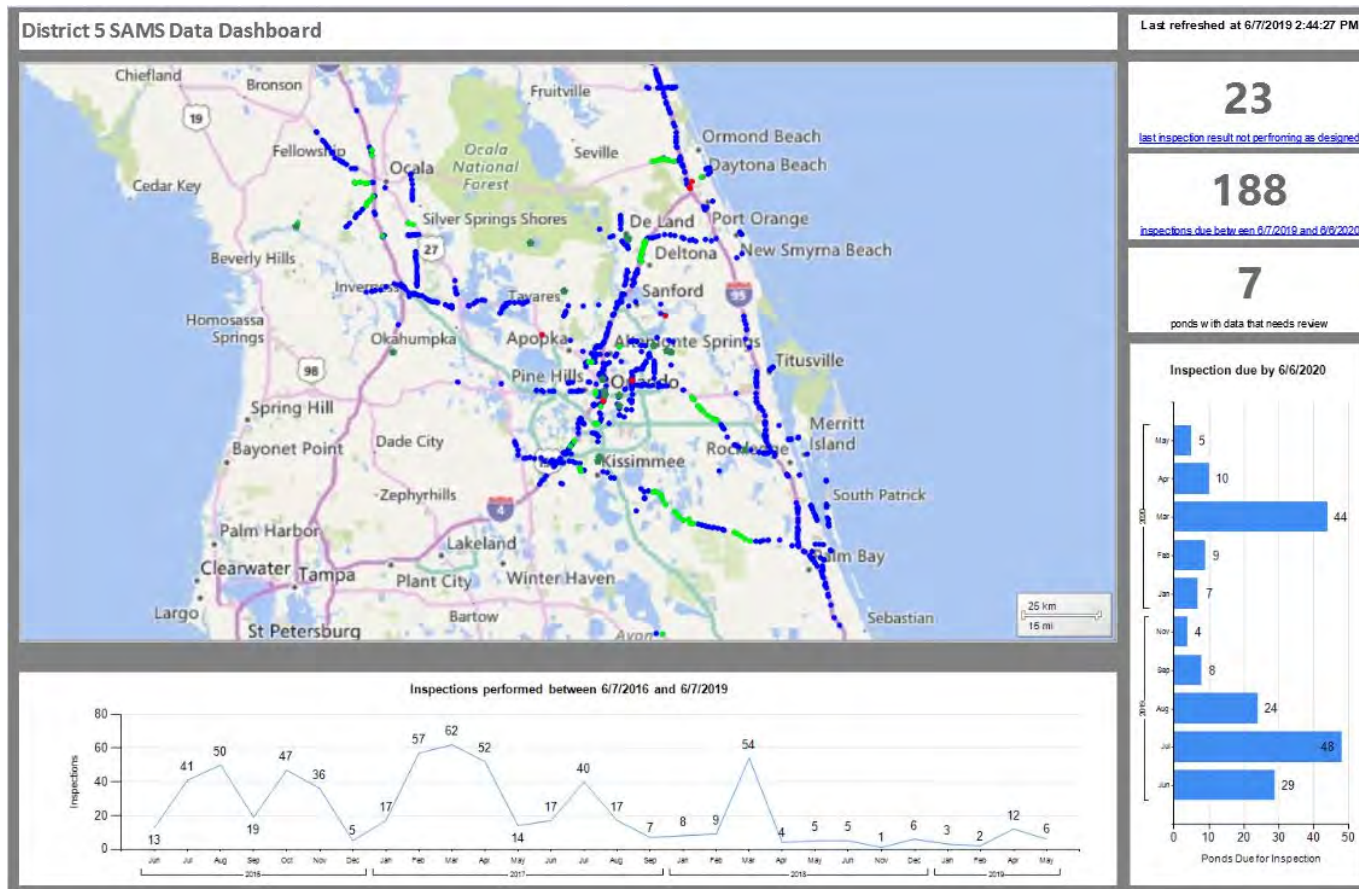 District 5 SAMS Data Dashboard
Last refreshed at 6/7/2019 2:44:27 PM
23
last inspection result not perfroming as designed
188
inspections due between 6/7/2019 and 6/6/2020
7
ponds with data that needs review
Chiefland
Bronson
Fruitville
19
Ormond Beach
Fellowship
Ocala
Ocala
National
Forest
Seville
Daytona Beach
Cedar Key
Silver Springs Shores
De Land
Port Orange
27
Deltona
New Smyrna Beach
Beverly Hills
Inverness
Tavares
Sanford
95
Homosassa
Springs
Okahumpka
Apopka
Altamonte Springs
Titusville
98
Pine Hills
Orlando
Spring Hill
Merritt
Island
Bayonet Point
Dade City
Rockledge
Kissimmee
Zephyrhills
South Patrick
4
Palm Harbor
Lakeland
Palm Bay
Clearwater
Tampa
Plant City
Winter Haven
Largo
Bartow
Sebastian
St Petersburg
Avon
25 km
15 mi
Inspection due by 6/6/2020
2020
May 5
Apr 10
Mar 44
Feb 9
Jan 7
2019
Nov 4
Sep 8
Aug 24
Jul 48
Jun 29
0 10 20 30 40 50
Ponds Due for Inspection
Inspections performed between 6/7/2016 and 6/7/2019
Inspections
80
60
40
20
0
13 41 50 19 47 36 5 17 57 62 52 14 17 40 17 7 8 9 54 4 5 5 1 6 3 2 12 6
Jun Jul Aug Sep Oct Nov Dec Jan Feb Mar Apr May Jun Jul Aug Sep Jan Feb Mar Apr May Jun Nov Dec Jan Feb Apr May
2016 2017 2018 2019